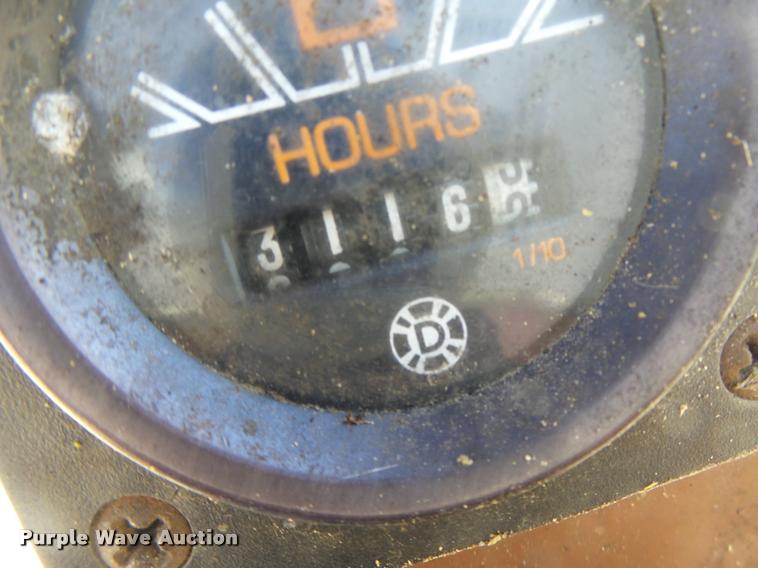 HOURS
3116
1/10
D
Purple Wave Auction